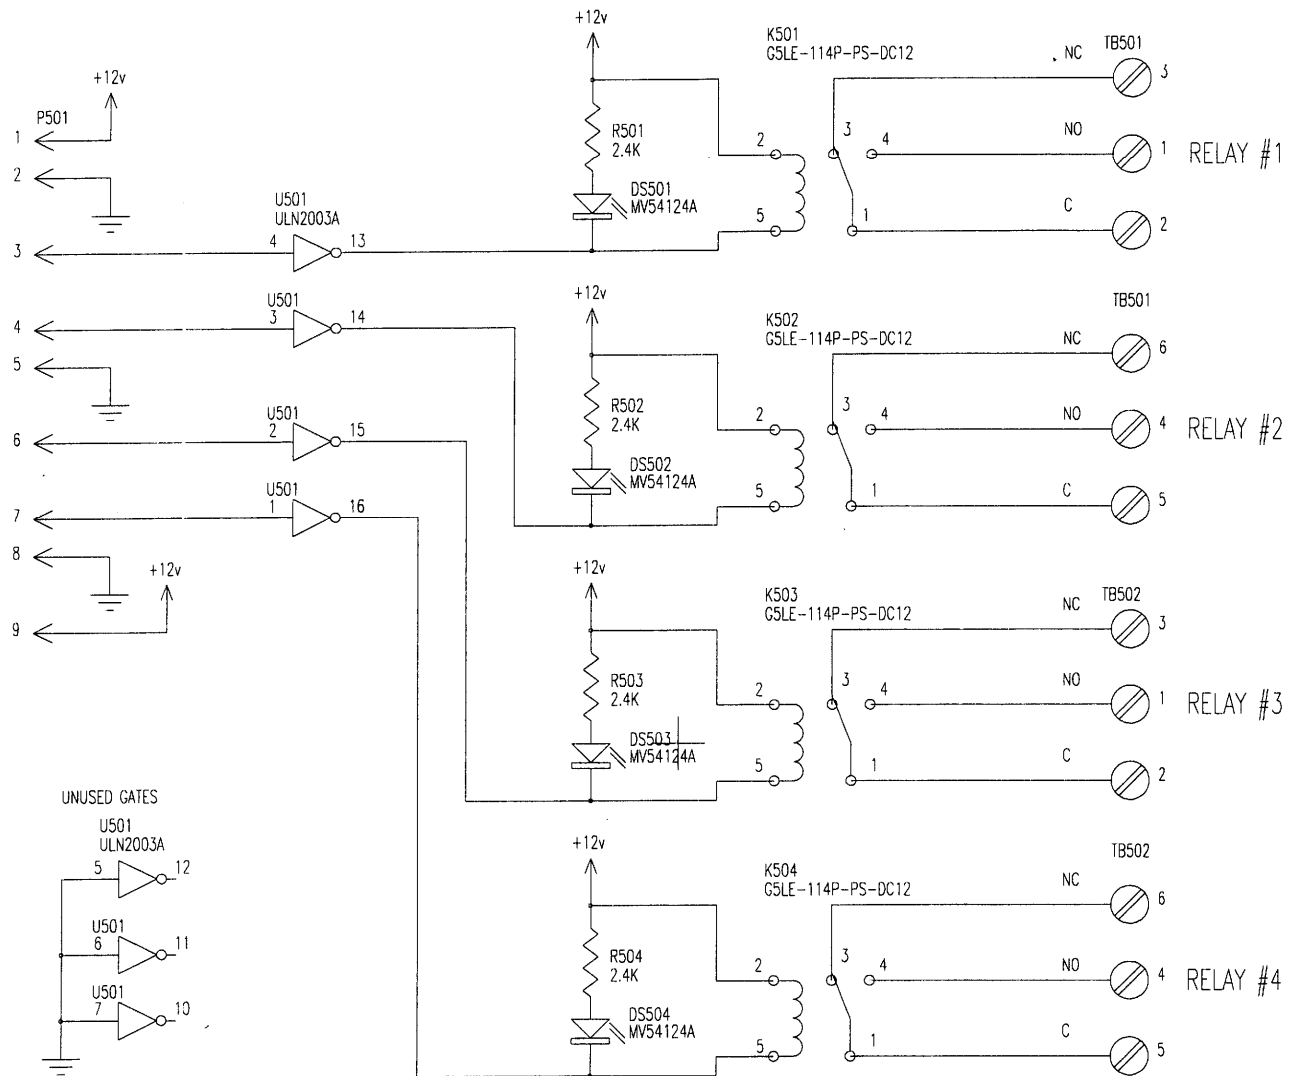 +12v
P501
1
2
3
4
5
6
7
8
+12v
9
U501
ULN2003A
4 13
U501
3 14
U501
2 15
U501
1 16
UNUSED GATES
U501
ULN2003A
5 12
U501
6 11
U501
7 10
+12v
R501
2.4K
DS501
MV54124A
K501
G5LE-114P-PS-DC12
2
5
3
4
1
NC
NO
C
TB501
3
1
2
RELAY #1
+12v
R502
2.4K
DS502
MV54124A
K502
G5LE-114P-PS-DC12
2
5
3
4
1
NC
NO
C
TB501
6
4
5
RELAY #2
+12v
R503
2.4K
DS503
MV54124A
K503
G5LE-114P-PS-DC12
2
5
3
4
1
NC
NO
C
TB502
3
1
2
RELAY #3
+12v
R504
2.4K
DS504
MV54124A
K504
G5LE-114P-PS-DC12
2
5
3
4
1
NC
NO
C
TB502
6
4
5
RELAY #4